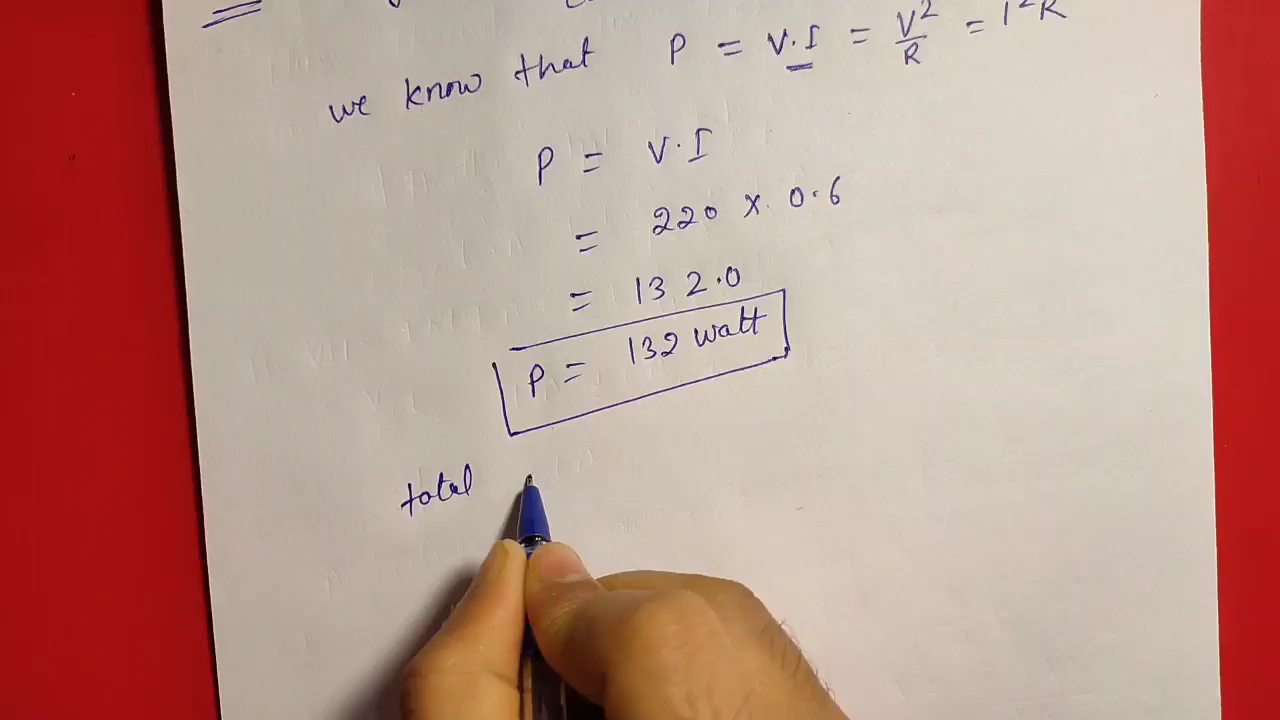 we know that P = V.I = V²/R = I²R
P = V.I
= 220 x 0.6
= 132.0
P = 132 watt
total